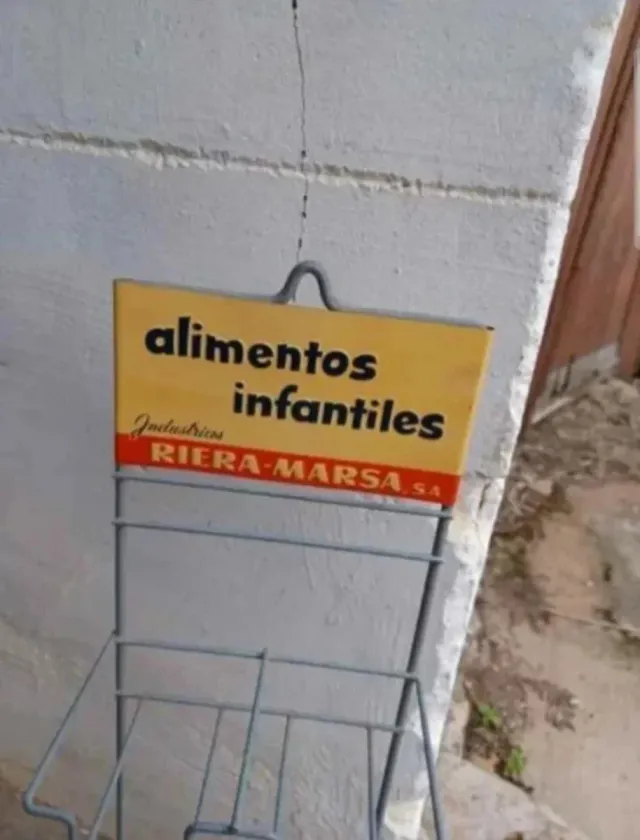 alimentos
infantiles
Industrias
RIERA-MARSA, S.A